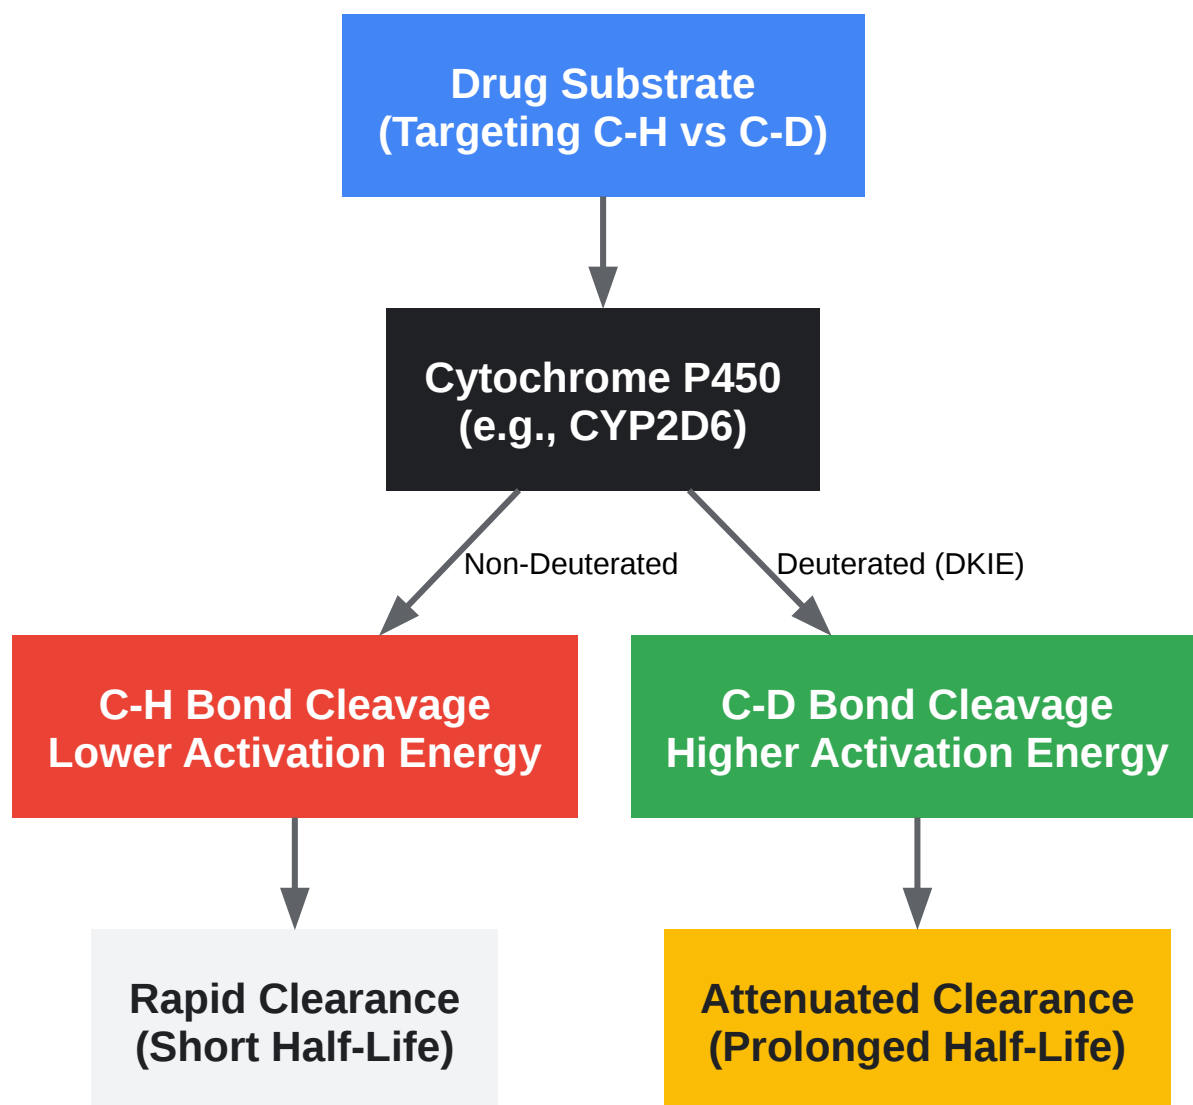 Drug Substrate
(Targeting C-H vs C-D)
Cytochrome P450
(e.g., CYP2D6)
Non-Deuterated
Deuterated (DKIE)
C-H Bond Cleavage
Lower Activation Energy
C-D Bond Cleavage
Higher Activation Energy
Rapid Clearance
(Short Half-Life)
Attenuated Clearance
(Prolonged Half-Life)